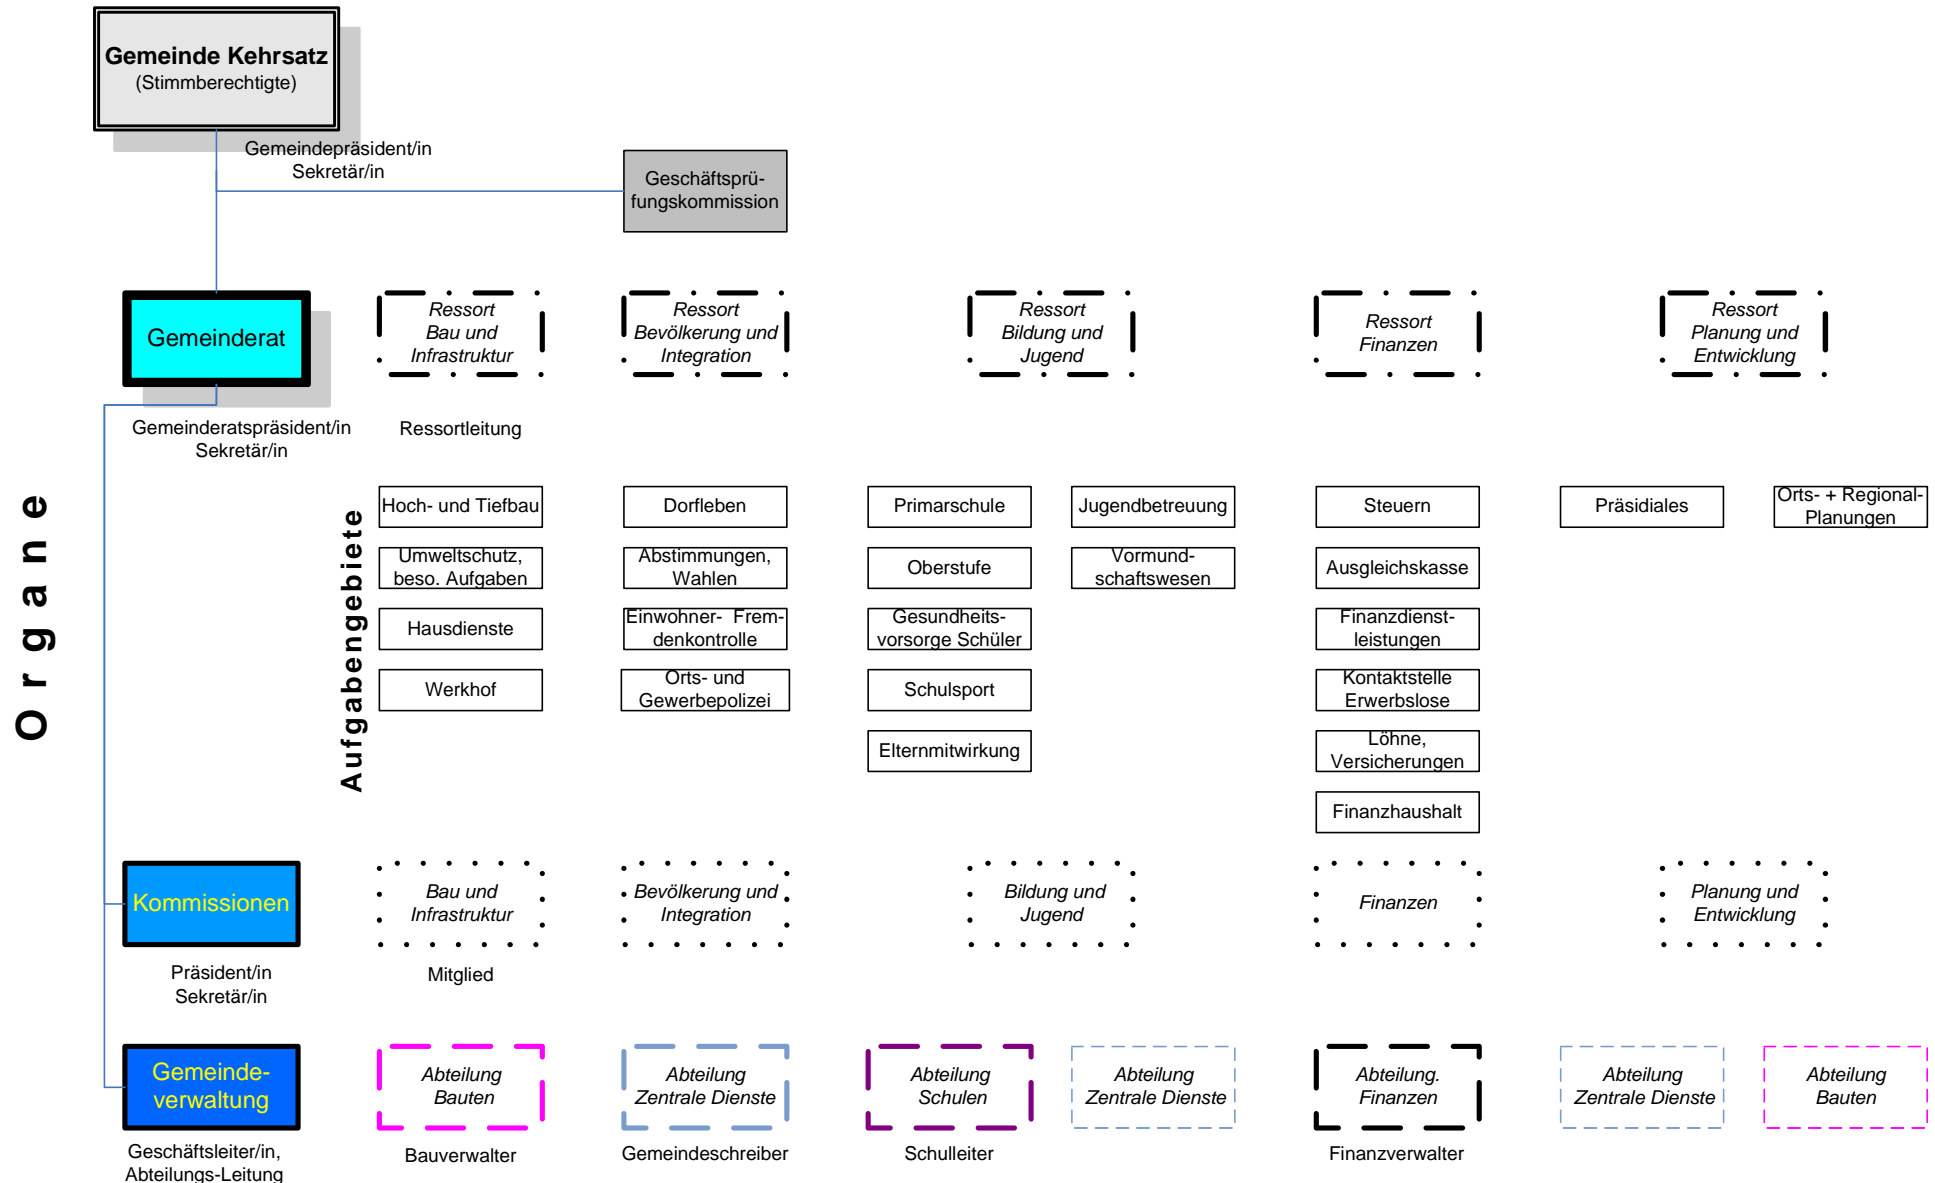 Gemeinde Kehrsatz
(Stimmberechtigte)
Gemeindepräsident/in
Sekretär/in
Geschäftsprü-
fungskommission
Organe
Gemeinderat
Gemeinderatspräsident/in
Sekretär/in
Ressort
Bau und
Infrastruktur
Ressortleitung
Ressort
Bevölkerung und
Integration
Ressort
Bildung und
Jugend
Ressort
Finanzen
Ressort
Planung und
Entwicklung
Aufgabengebiete
Hoch- und Tiefbau
Umweltschutz,
beso. Aufgaben
Hausdienste
Werkhof
Dorfleben
Abstimmungen,
Wahlen
Einwohner- Frem-
denkontrolle
Orts- und
Gewerbepolizei
Primarschule
Oberstufe
Gesundheits-
vorsorge Schüler
Schulsport
Elternmitwirkung
Jugendbetreuung
Vormund-
schaftswesen
Steuern
Ausgleichskasse
Finanzdienst-
leistungen
Kontaktstelle
Erwerbslose
Löhne,
Versicherungen
Finanzhaushalt
Präsidiales
Orts- + Regional-
Planungen
Kommissionen
Präsident/in
Sekretär/in
Bau und
Infrastruktur
Mitglied
Bevölkerung und
Integration
Bildung und
Jugend
Finanzen
Planung und
Entwicklung
Gemeinde-
verwaltung
Geschäftsleiter/in,
Abteilungs-Leitung
Abteilung
Bauten
Bauverwalter
Abteilung
Zentrale Dienste
Gemeindeschreiber
Abteilung
Schulen
Schulleiter
Abteilung
Zentrale Dienste
Abteilung.
Finanzen
Finanzverwalter
Abteilung
Zentrale Dienste
Abteilung
Bauten